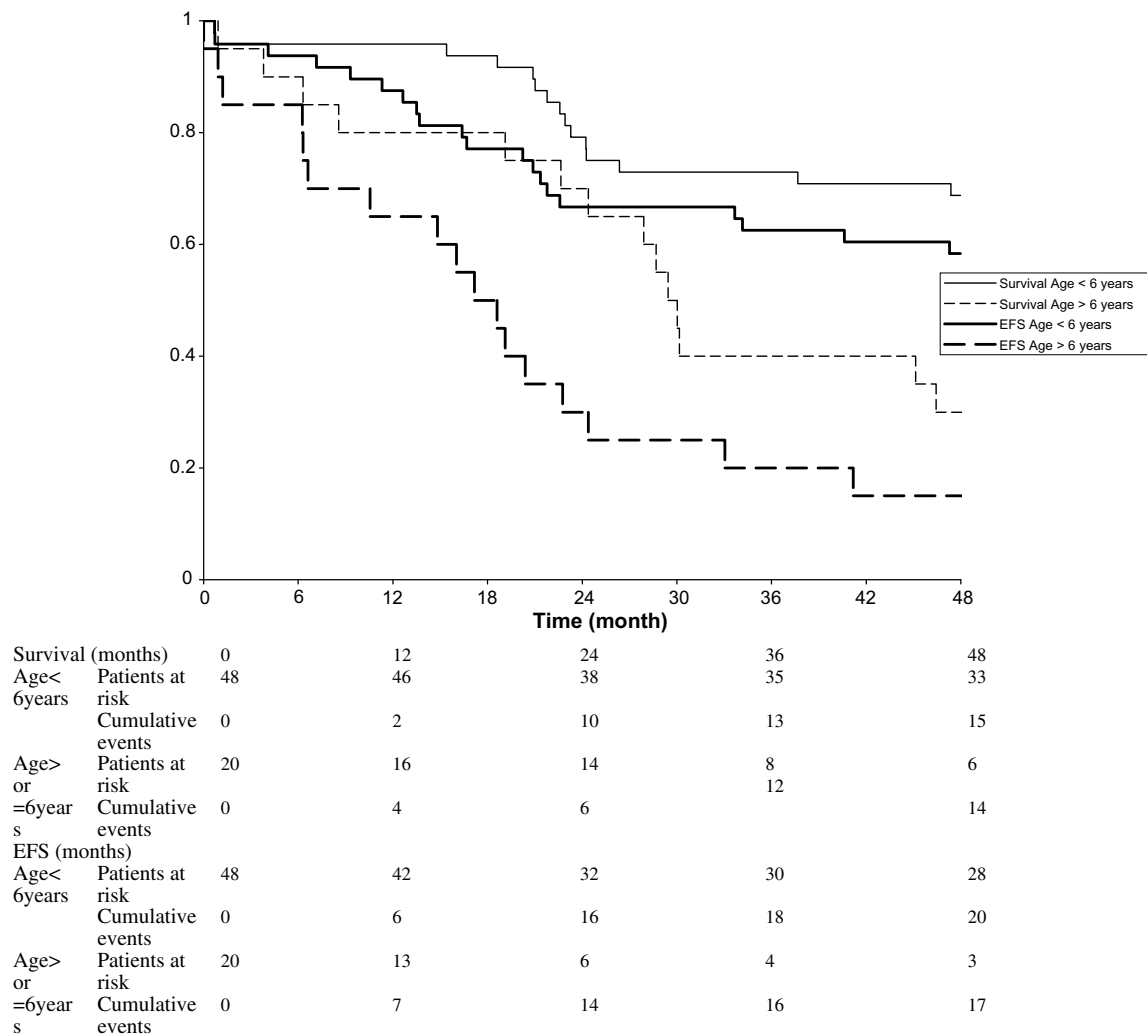 1
0.8
0.6
0.4
0.2
0
0 6 12 18 24 30 36 42 48
Time (month)
Survival Age < 6 years
Survival Age > 6 years
EFS Age < 6 years
EFS Age > 6 years
Survival (months) 0 12 24 36 48
Age< Patients at 48 46 38 35 33
6years risk
Cumulative 0 2 10 13 15
events
Age> Patients at 20 16 14 8 6
or risk 12
=6year Cumulative 0 4 6 14
s events
EFS (months)
Age< Patients at 48 42 32 30 28
6years risk
Cumulative 0 6 16 18 20
events
Age> Patients at 20 13 6 4 3
or risk
=6year Cumulative 0 7 14 16 17
s events